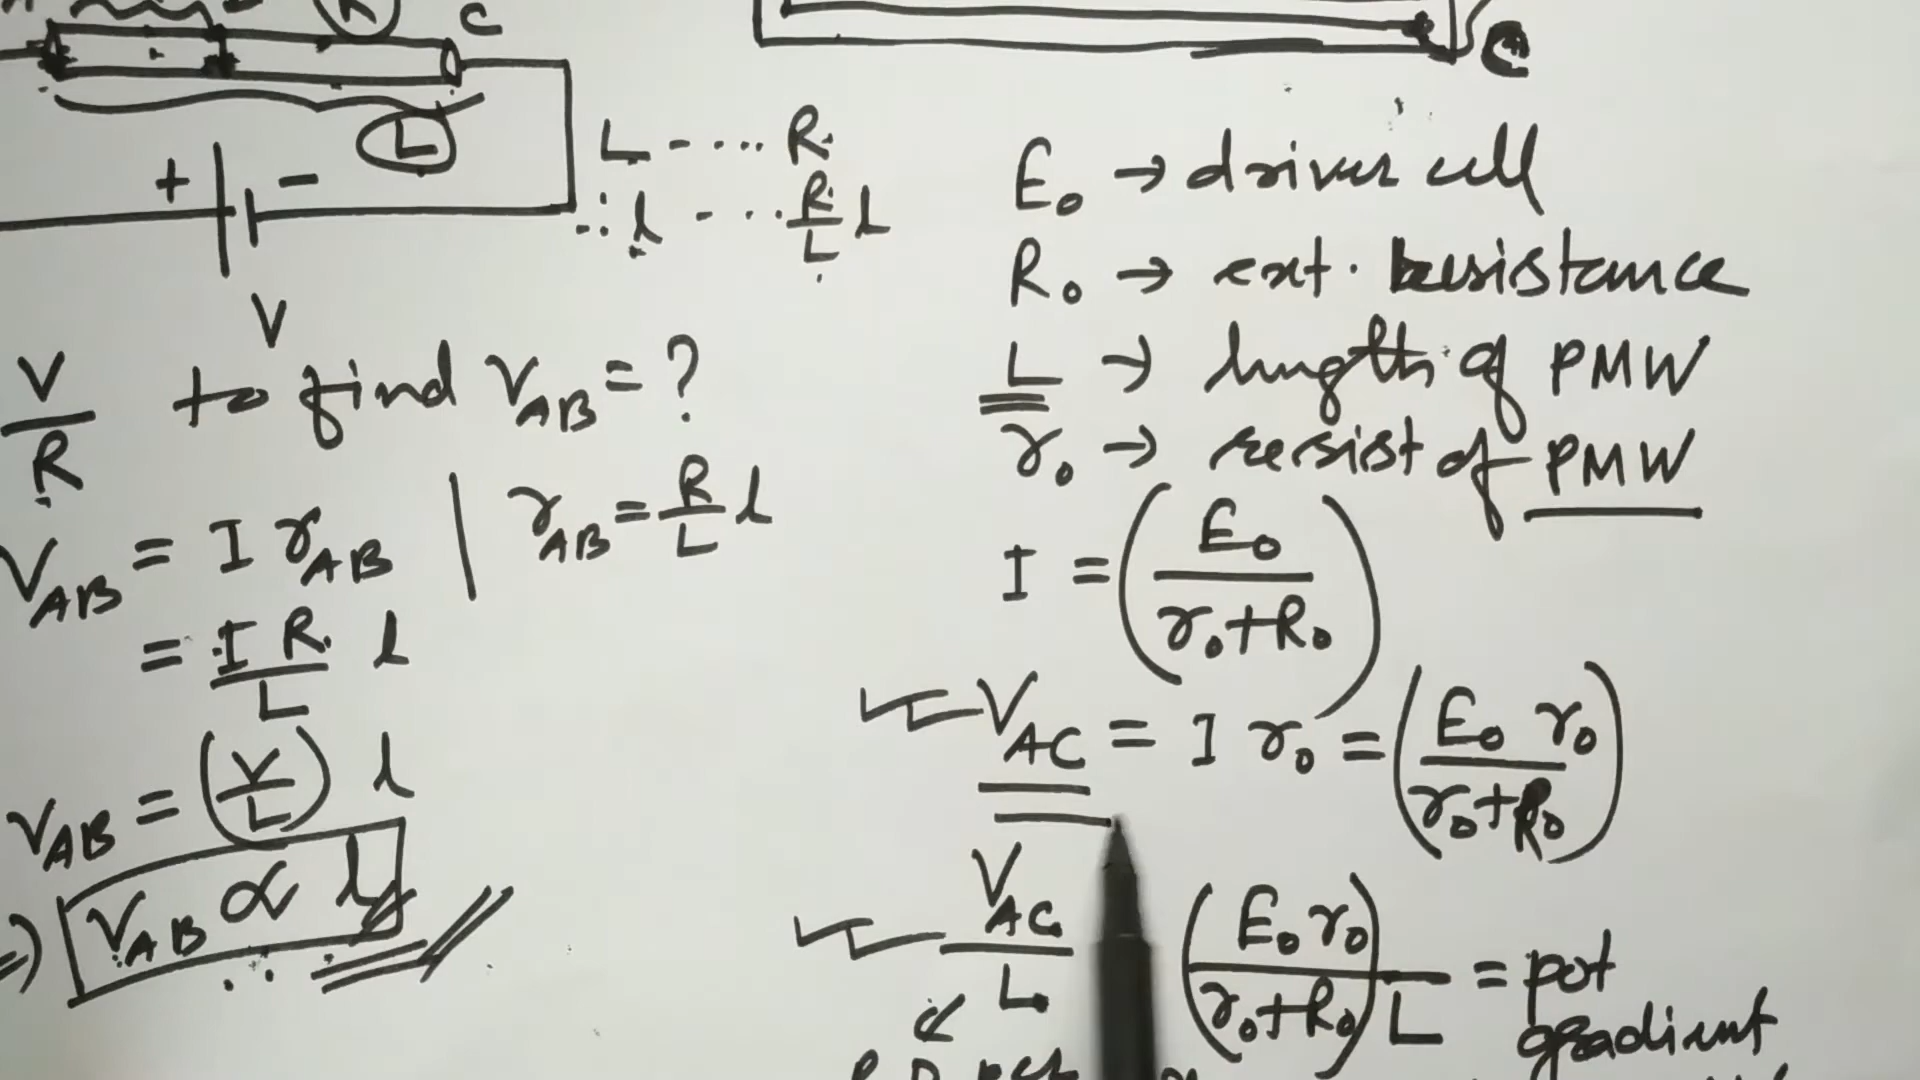 C
L
+ −
V
L - ... R
∴ l - ... R/L l
V/R to find V_AB = ?
V_AB = I r_AB | r_AB = R/L l
= I R/L l
V_AB = (V/L) l
⇒ V_AB ∝ l
C
E₀ → driver cell
R₀ → ext. resistance
L → length of PMW
r₀ → resist of PMW
I = (E₀/(r₀+R₀))
V_AC = I r₀ = (E₀ r₀/(r₀+R₀))
V_AC/L (E₀ r₀/(r₀+R₀)) 1/L = pot
gradient